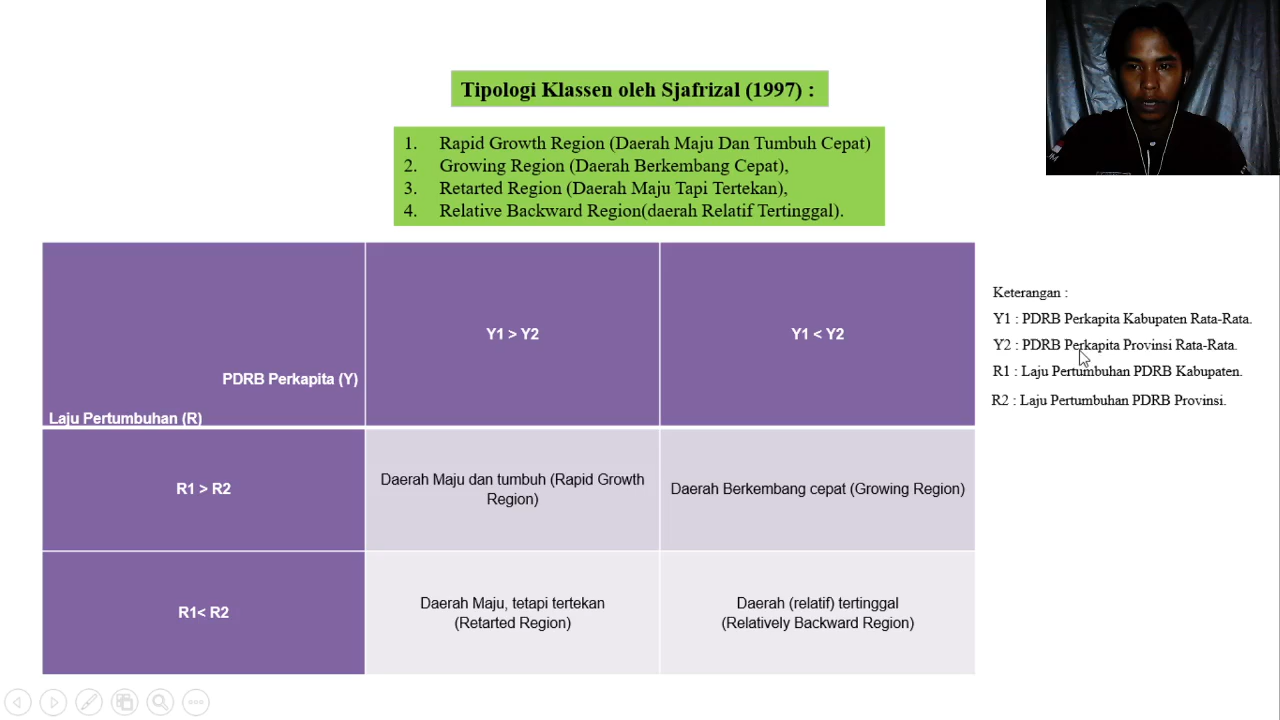 Tipologi Klassen oleh Sjafrizal (1997) :
1. Rapid Growth Region (Daerah Maju Dan Tumbuh Cepat)
2. Growing Region (Daerah Berkembang Cepat),
3. Retarted Region (Daerah Maju Tapi Tertekan),
4. Relative Backward Region(daerah Relatif Tertinggal).
PDRB Perkapita (Y)
Laju Pertumbuhan (R)
Y1 > Y2
Y1 < Y2
R1 > R2
Daerah Maju dan tumbuh (Rapid Growth
Region)
Daerah Berkembang cepat (Growing Region)
R1< R2
Daerah Maju, tetapi tertekan
(Retarted Region)
Daerah (relatif) tertinggal
(Relatively Backward Region)
Keterangan :
Y1 : PDRB Perkapita Kabupaten Rata-Rata.
Y2 : PDRB Perkapita Provinsi Rata-Rata.
R1 : Laju Pertumbuhan PDRB Kabupaten.
R2 : Laju Pertumbuhan PDRB Provinsi.